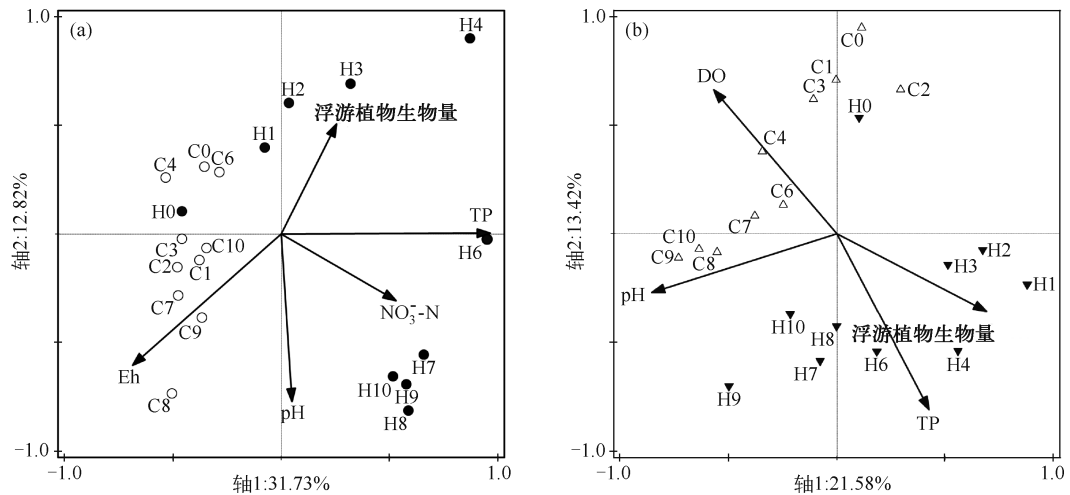 1.0
(a)
H4
H3
H2
浮游植物生物量
H1
C0
C6
C4
H0
TP
C3
C10
H6
C2
C1
C7
NO₃⁻-N
C9
Eh
H7
C8
pH
H10
H9
H8
轴2:12.82%
-1.0
-1.0
1.0
轴1:31.73%
1.0
(b)
C0
DO
C1
C3
C2
H0
C4
C6
C7
C10
C9
C8
H2
H3
H1
pH
H10
H8
浮游植物生物量
H7
H6
H4
H9
TP
轴2:13.42%
-1.0
-1.0
1.0
轴1:21.58%